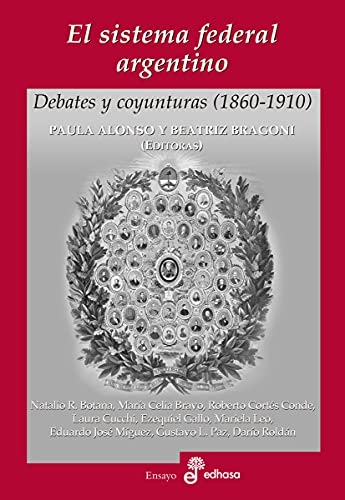 El sistema federal
argentino
Debates y coyunturas (1860-1910)
PAULA ALONSO Y BEATRIZ BRAGONI
(EDITORAS)
Natalio R. Botana, María Celia Bravo, Roberto Cortés Conde,
Laura Cucchi, Ezequiel Gallo, Mariela Leo,
Eduardo José Míguez, Gustavo L. Paz, Darío Roldán
Ensayo edhasa